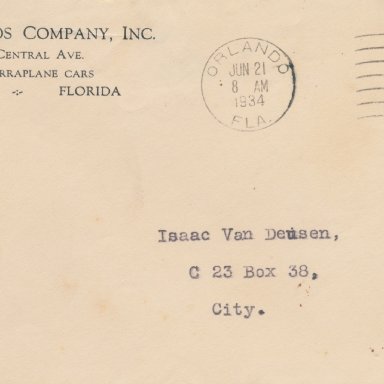 OS COMPANY, INC.
CENTRAL AVE.
RRAPLANE CARS
FLORIDA
ORLANDO
JUN 21
8 AM
1934
FLA.
Isaac Van Deusen,
C 23 Box 38,
City.